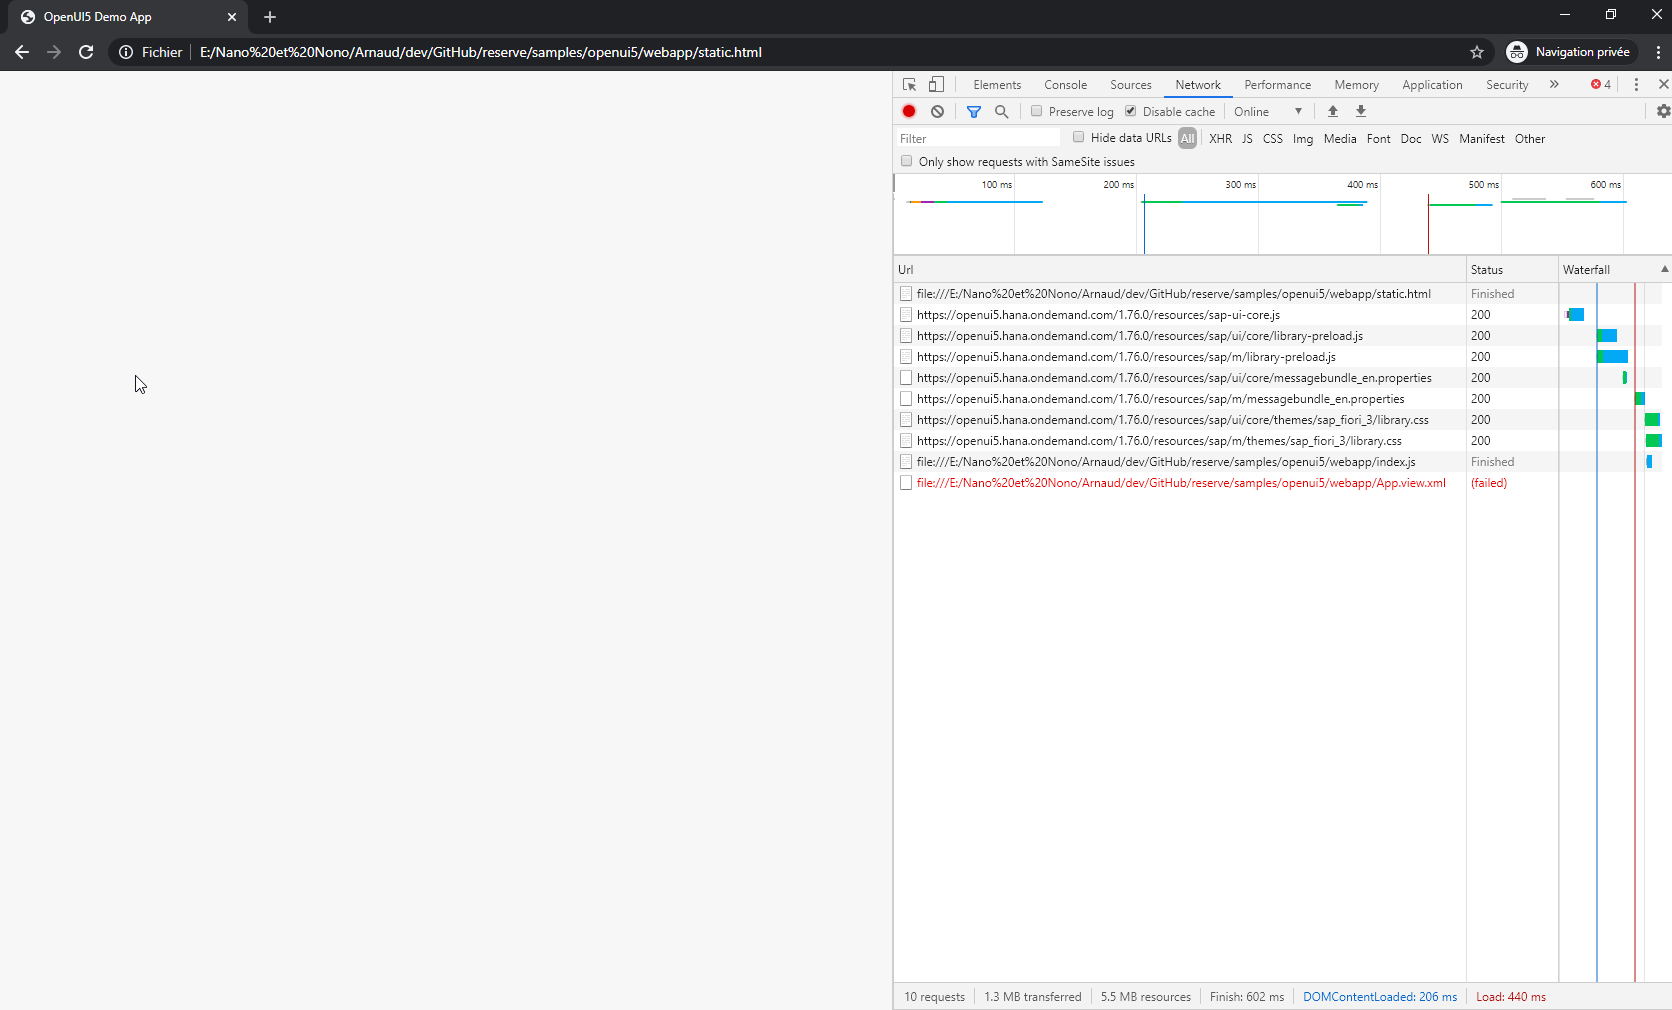 OpenUI5 Demo App
Fichier E:/Nano%20et%20Nono/Arnaud/dev/GitHub/reserve/samples/openui5/webapp/static.html Navigation privée
Elements Console Sources Network Performance Memory Application Security » 4
Preserve log Disable cache Online
Filter Hide data URLs All XHR JS CSS Img Media Font Doc WS Manifest Other
Only show requests with SameSite issues
100 ms 200 ms 300 ms 400 ms 500 ms 600 ms
Url Status Waterfall
file:///E:/Nano%20et%20Nono/Arnaud/dev/GitHub/reserve/samples/openui5/webapp/static.html Finished
https://openui5.hana.ondemand.com/1.76.0/resources/sap-ui-core.js 200
https://openui5.hana.ondemand.com/1.76.0/resources/sap/ui/core/library-preload.js 200
https://openui5.hana.ondemand.com/1.76.0/resources/sap/m/library-preload.js 200
https://openui5.hana.ondemand.com/1.76.0/resources/sap/ui/core/messagebundle_en.properties 200
https://openui5.hana.ondemand.com/1.76.0/resources/sap/m/messagebundle_en.properties 200
https://openui5.hana.ondemand.com/1.76.0/resources/sap/ui/core/themes/sap_fiori_3/library.css 200
https://openui5.hana.ondemand.com/1.76.0/resources/sap/m/themes/sap_fiori_3/library.css 200
file:///E:/Nano%20et%20Nono/Arnaud/dev/GitHub/reserve/samples/openui5/webapp/index.js Finished
file:///E:/Nano%20et%20Nono/Arnaud/dev/GitHub/reserve/samples/openui5/webapp/App.view.xml (failed)
10 requests 1.3 MB transferred 5.5 MB resources Finish: 602 ms DOMContentLoaded: 206 ms Load: 440 ms